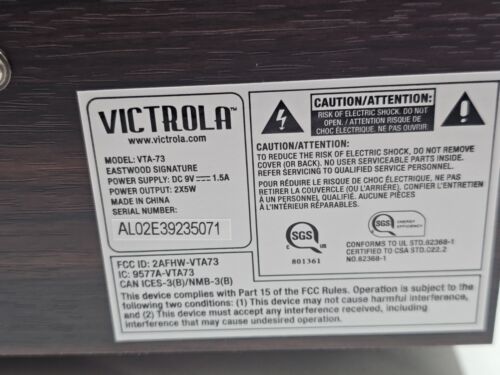 VICTROLA™
www.victrola.com
MODEL: VTA-73
EASTWOOD SIGNATURE
POWER SUPPLY: DC 9V ⎓ 1.5A
POWER OUTPUT: 2X5W
MADE IN CHINA
SERIAL NUMBER:
AL02E39235071
FCC ID: 2AFHW-VTA73
IC: 9577A-VTA73
CAN ICES-3(B)/NMB-3(B)
This device complies with Part 15 of the FCC Rules. Operation is subject to the
following two conditions: (1) This device may not cause harmful interference,
and (2) This device must accept any interference received, including
interference that may cause undesired operation.
CAUTION/ATTENTION:
RISK OF ELECTRIC SHOCK. DO NOT
OPEN. / ATTENTION RISQUE DE
CHOC ÉLECTRIQUE. NE PAS OUVRIR
CAUTION/ATTENTION:
TO REDUCE THE RISK OF ELECTRIC SHOCK, DO NOT REMOVE
COVER (OR BACK). NO USER SERVICEABLE PARTS INSIDE.
REFER SERVICING TO QUALIFIED SERVICE PERSONNEL.
POUR RÉDUIRE LE RISQUE DE CHOC ÉLECTRIQUE, NE PAS
RETIRER LA COUVERCLE (OU L'ARRIÈRE). CONFIER L'ENTRETIEN
À UN PERSONNEL QUALIFIÉ. AUCUNE PIÈCES
À L'INTÉRIEUR
SGS
801361
SGS
ENERGY
EFFICIENCY
CONFORMS TO UL STD.62368-1
CERTIFIED TO CSA STD.C22.2
NO.62368-1